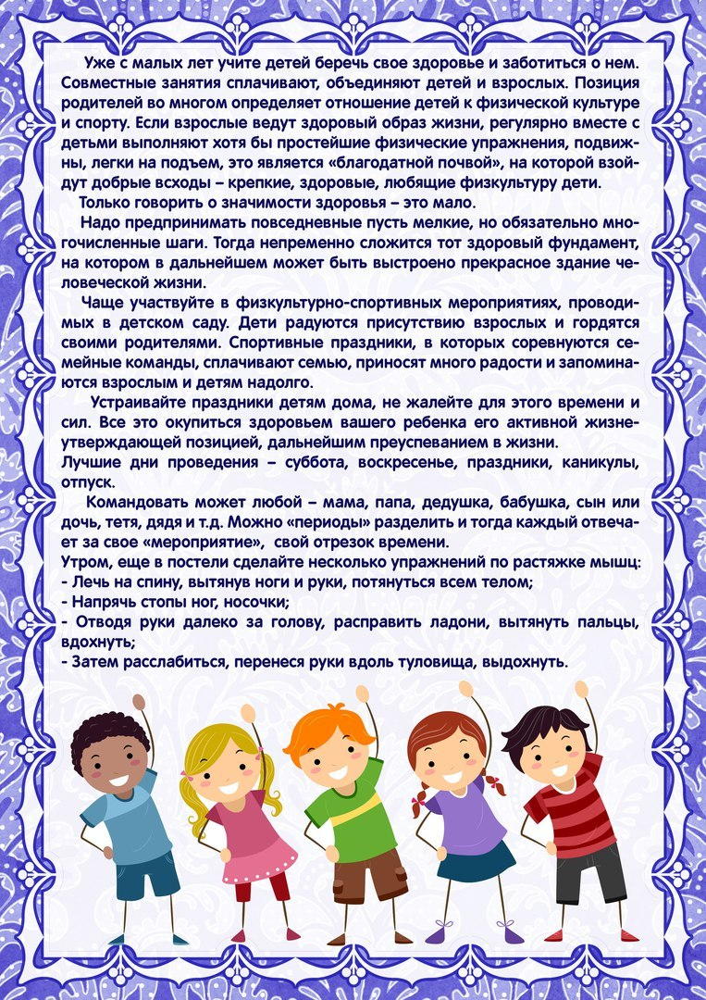 Уже с малых лет учите детей беречь свое здоровье и заботиться о нем.
Совместные занятия сплачивают, объединяют детей и взрослых. Позиция
родителей во многом определяет отношение детей к физической культуре
и спорту. Если взрослые ведут здоровый образ жизни, регулярно вместе с
детьми выполняют хотя бы простейшие физические упражнения, подвиж-
ны, легки на подъем, это является «благодатной почвой», на которой взой-
дут добрые всходы – крепкие, здоровые, любящие физкультуру дети.
Только говорить о значимости здоровья – это мало.
Надо предпринимать повседневные пусть мелкие, но обязательно мно-
гочисленные шаги. Тогда непременно сложится тот здоровый фундамент,
на котором в дальнейшем может быть выстроено прекрасное здание че-
ловеческой жизни.
Чаще участвуйте в физкультурно-спортивных мероприятиях, проводи-
мых в детском саду. Дети радуются присутствию взрослых и гордятся
своими родителями. Спортивные праздники, в которых соревнуются се-
мейные команды, сплачивают семью, приносят много радости и запомина-
ются взрослым и детям надолго.
Устраивайте праздники детям дома, не жалейте для этого времени и
сил. Все это окупиться здоровьем вашего ребенка его активной жизне-
утверждающей позицией, дальнейшим преуспеванием в жизни.
Лучшие дни проведения – суббота, воскресенье, праздники, каникулы,
отпуск.
Командовать может любой – мама, папа, дедушка, бабушка, сын или
дочь, тетя, дядя и т.д. Можно «периоды» разделить и тогда каждый отвеча-
ет за свое «мероприятие», свой отрезок времени.
Утром, еще в постели сделайте несколько упражнений по растяжке мышц:
- Лечь на спину, вытянув ноги и руки, потянуться всем телом;
- Напрячь стопы ног, носочки;
- Отводя руки далеко за голову, расправить ладони, вытянуть пальцы,
вдохнуть;
- Затем расслабиться, перенеся руки вдоль туловища, выдохнуть.